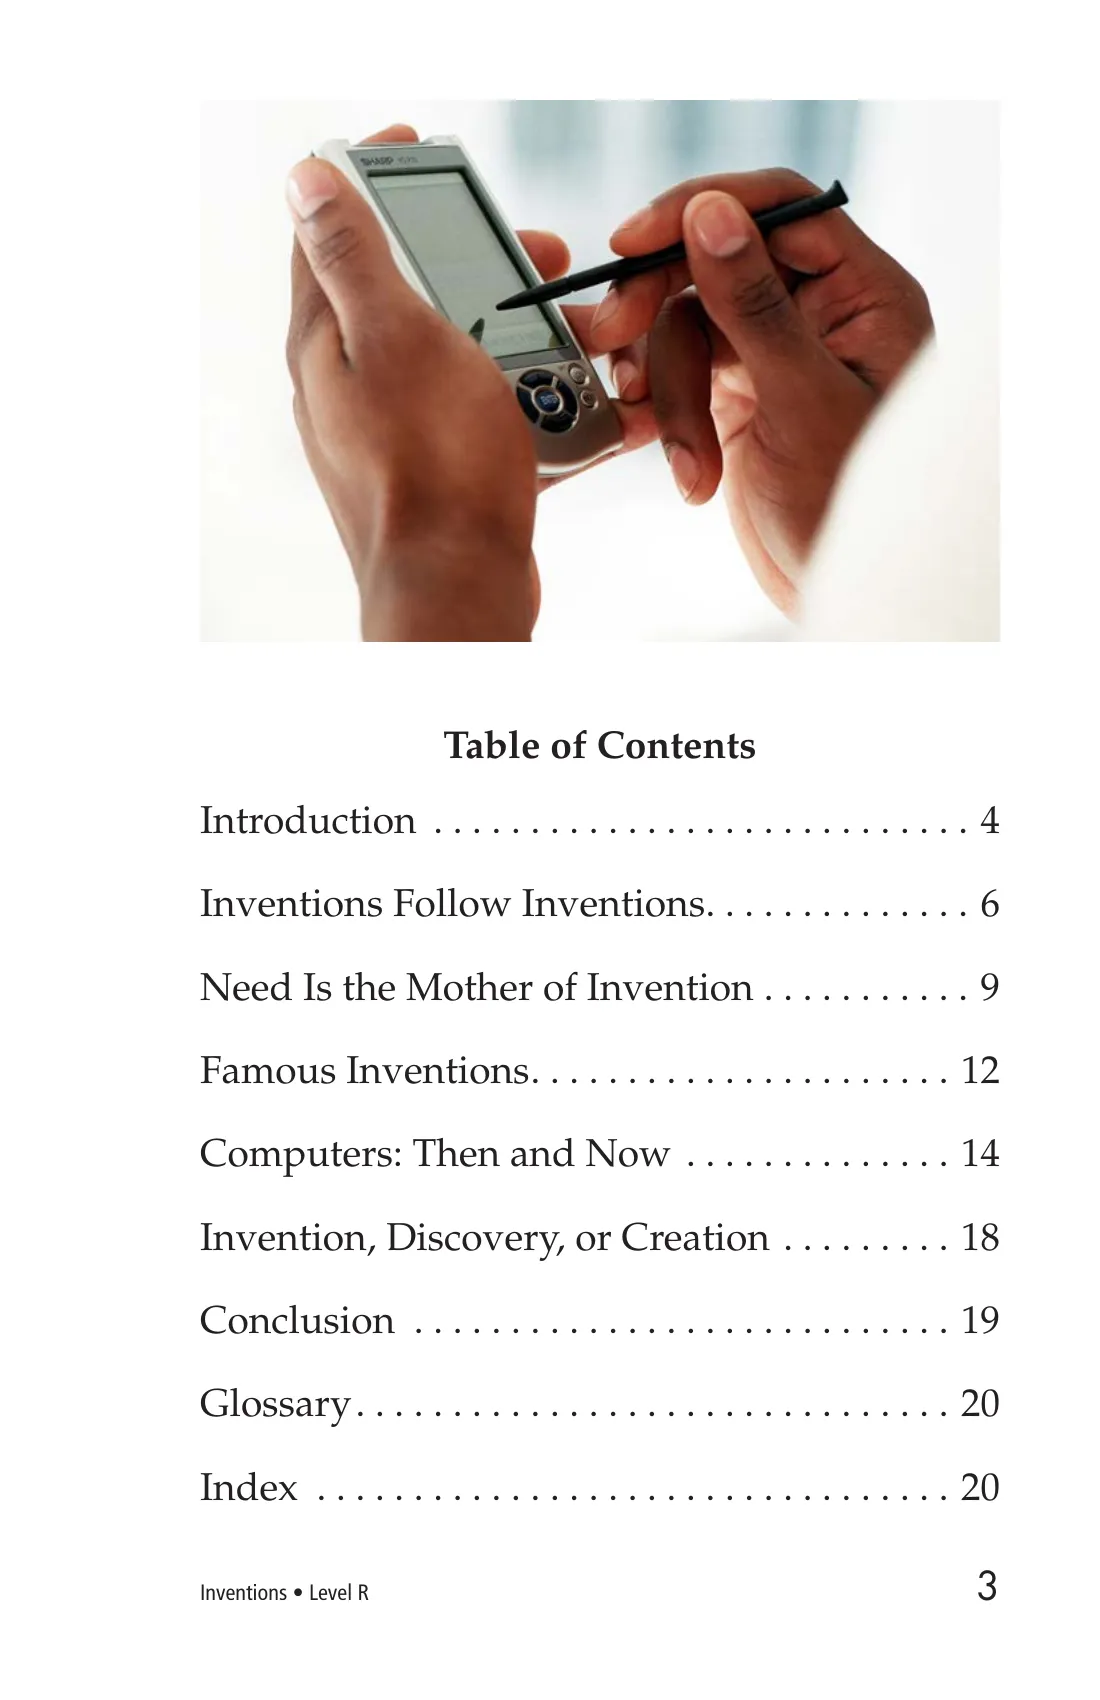 SHARP
Table of Contents
Introduction . . . . . . . . . . . . . . . . . . . . . . . . . . . . 4
Inventions Follow Inventions. . . . . . . . . . . . . . 6
Need Is the Mother of Invention . . . . . . . . . . . 9
Famous Inventions. . . . . . . . . . . . . . . . . . . . . . 12
Computers: Then and Now . . . . . . . . . . . . . . 14
Invention, Discovery, or Creation . . . . . . . . . 18
Conclusion . . . . . . . . . . . . . . . . . . . . . . . . . . . . 19
Glossary. . . . . . . . . . . . . . . . . . . . . . . . . . . . . . . 20
Index . . . . . . . . . . . . . . . . . . . . . . . . . . . . . . . . . 20
Inventions • Level R 3